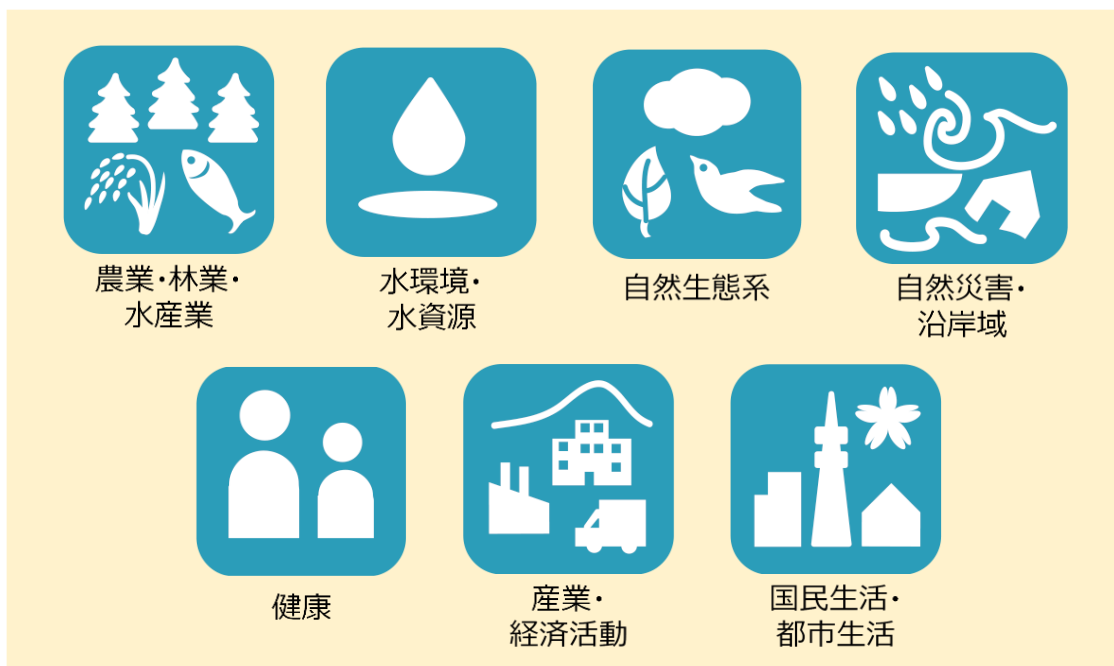 農業・林業・
水産業
水環境・
水資源
自然生態系
自然災害・
沿岸域
健康
産業・
経済活動
国民生活・
都市生活